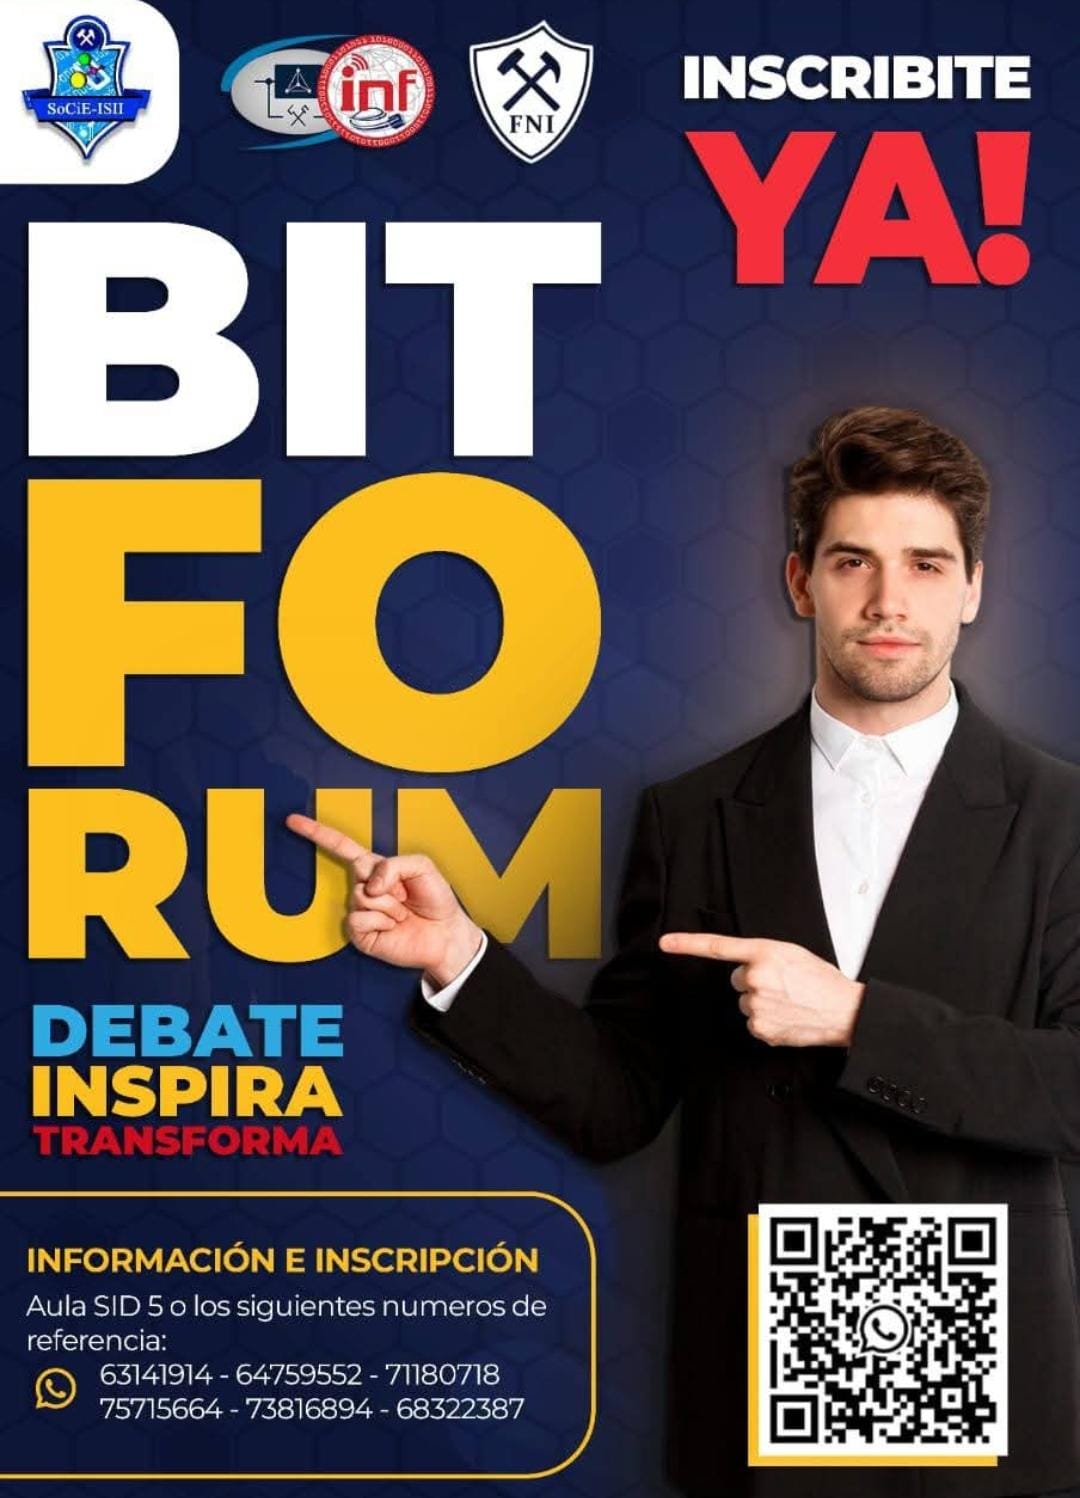 SoCiE-ISII
inf
FNI
INSCRIBITE
YA!
BIT
FO
RUM
DEBATE
INSPIRA
TRANSFORMA
INFORMACIÓN E INSCRIPCIÓN
Aula SID 5 o los siguientes numeros de
referencia:
63141914 - 64759552 - 71180718
75715664 - 73816894 - 68322387